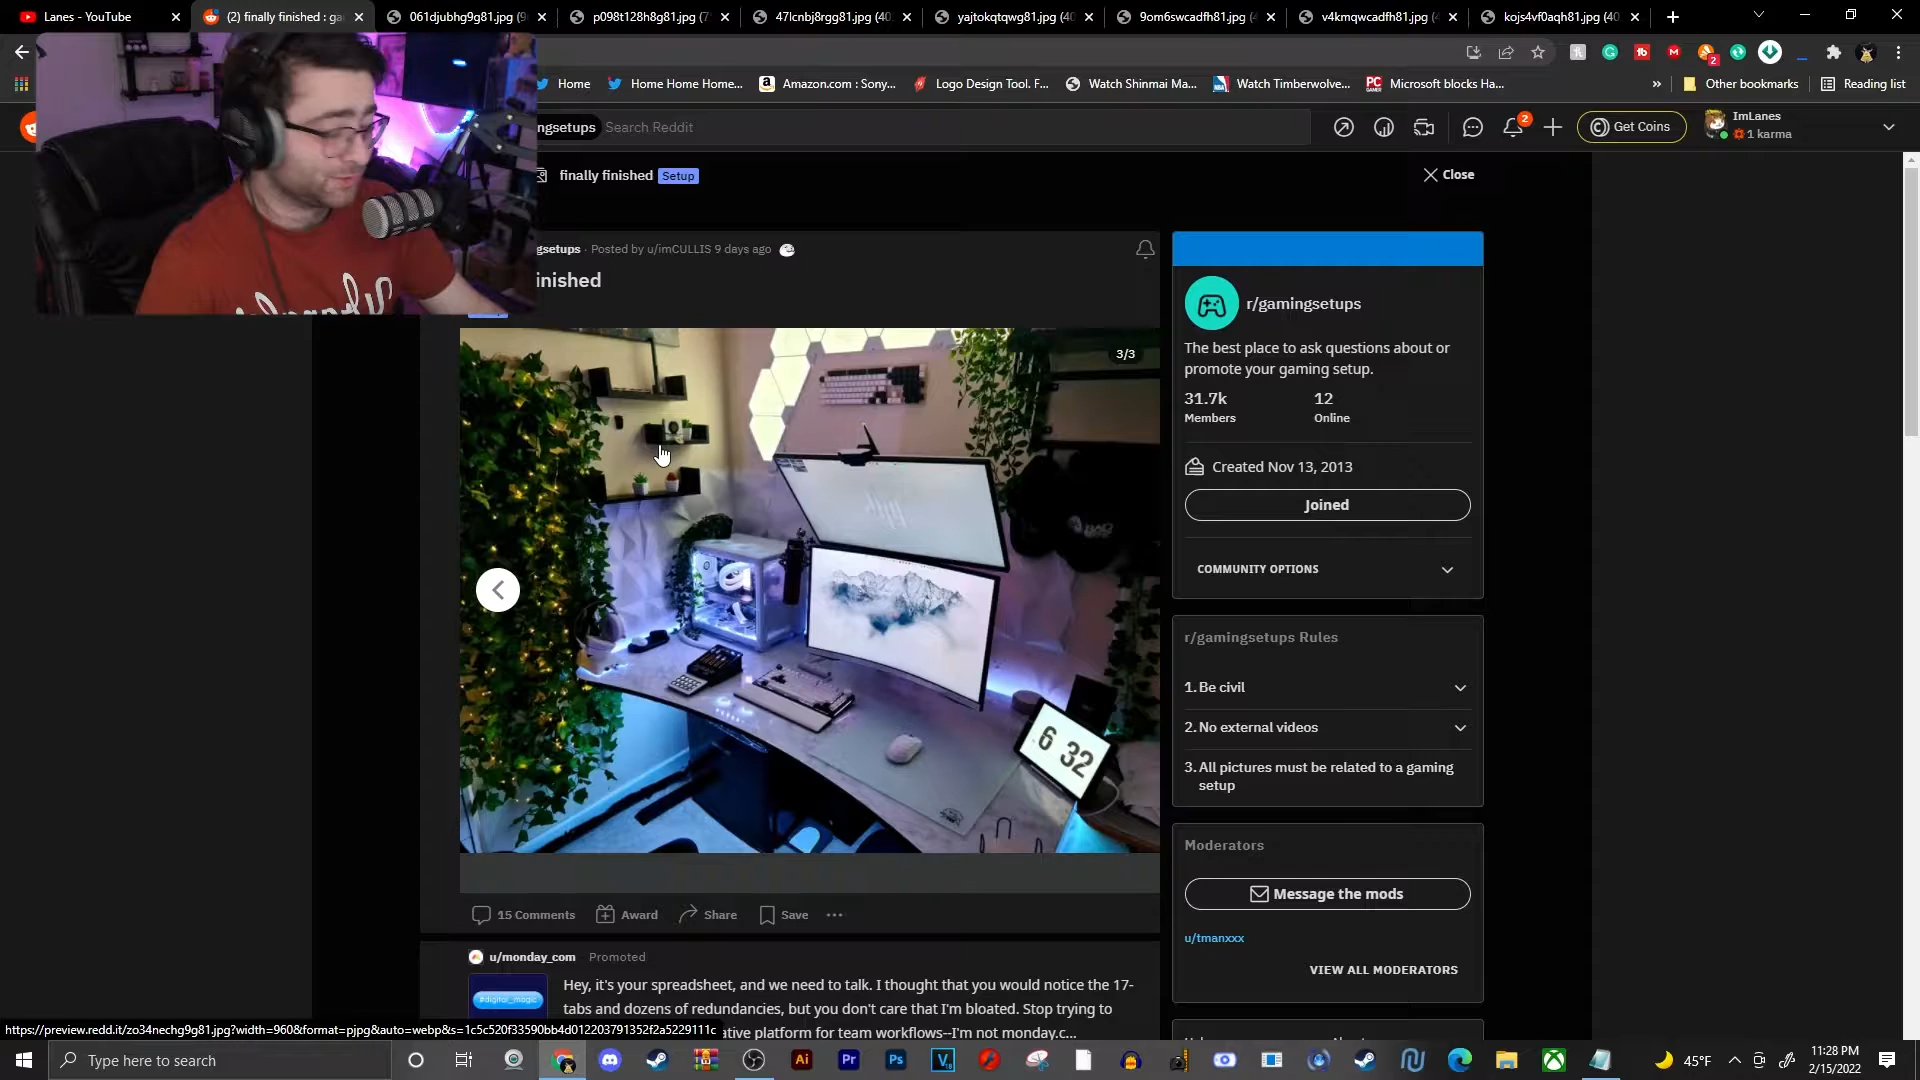 Lanes - YouTube
(2) finally finished : ga
061djubhg9g81.jpg (9
p098t128h8g81.jpg (7
47lcnbj8rgg81.jpg (40
yajtokqtqwg81.jpg (40
9om6swcadfh81.jpg (
v4kmqwcadfh81.jpg (
kojs4vf0aqh81.jpg (40
Home
Home Home Home...
Amazon.com : Sony...
Logo Design Tool. F...
Watch Shinmai Ma...
Watch Timberwolve...
Microsoft blocks Ha...
»
Other bookmarks
Reading list
ngsetups
Search Reddit
2
Get Coins
ImLanes
1 karma
finally finished
Setup
Close
gsetups · Posted by u/imCULLIS 9 days ago
inished
3/3
6 32
15 Comments
Award
Share
Save
r/gamingsetups
The best place to ask questions about or
promote your gaming setup.
31.7k
12
Members
Online
Created Nov 13, 2013
Joined
COMMUNITY OPTIONS
r/gamingsetups Rules
1. Be civil
2. No external videos
3. All pictures must be related to a gaming
setup
Moderators
Message the mods
u/tmanxxx
VIEW ALL MODERATORS
u/monday_com Promoted
#digital_magic
Hey, it's your spreadsheet, and we need to talk. I thought that you would notice the 17-
tabs and dozens of redundancies, but you don't care that I'm bloated. Stop trying to
ative platform for team workflows--I'm not monday.c...
https://preview.redd.it/zo34nechg9g81.jpg?width=960&format=pjpg&auto=webp&s=1c5c520f33590bb4d012203791352f2a5229111c
Type here to search
45°F
11:28 PM
2/15/2022